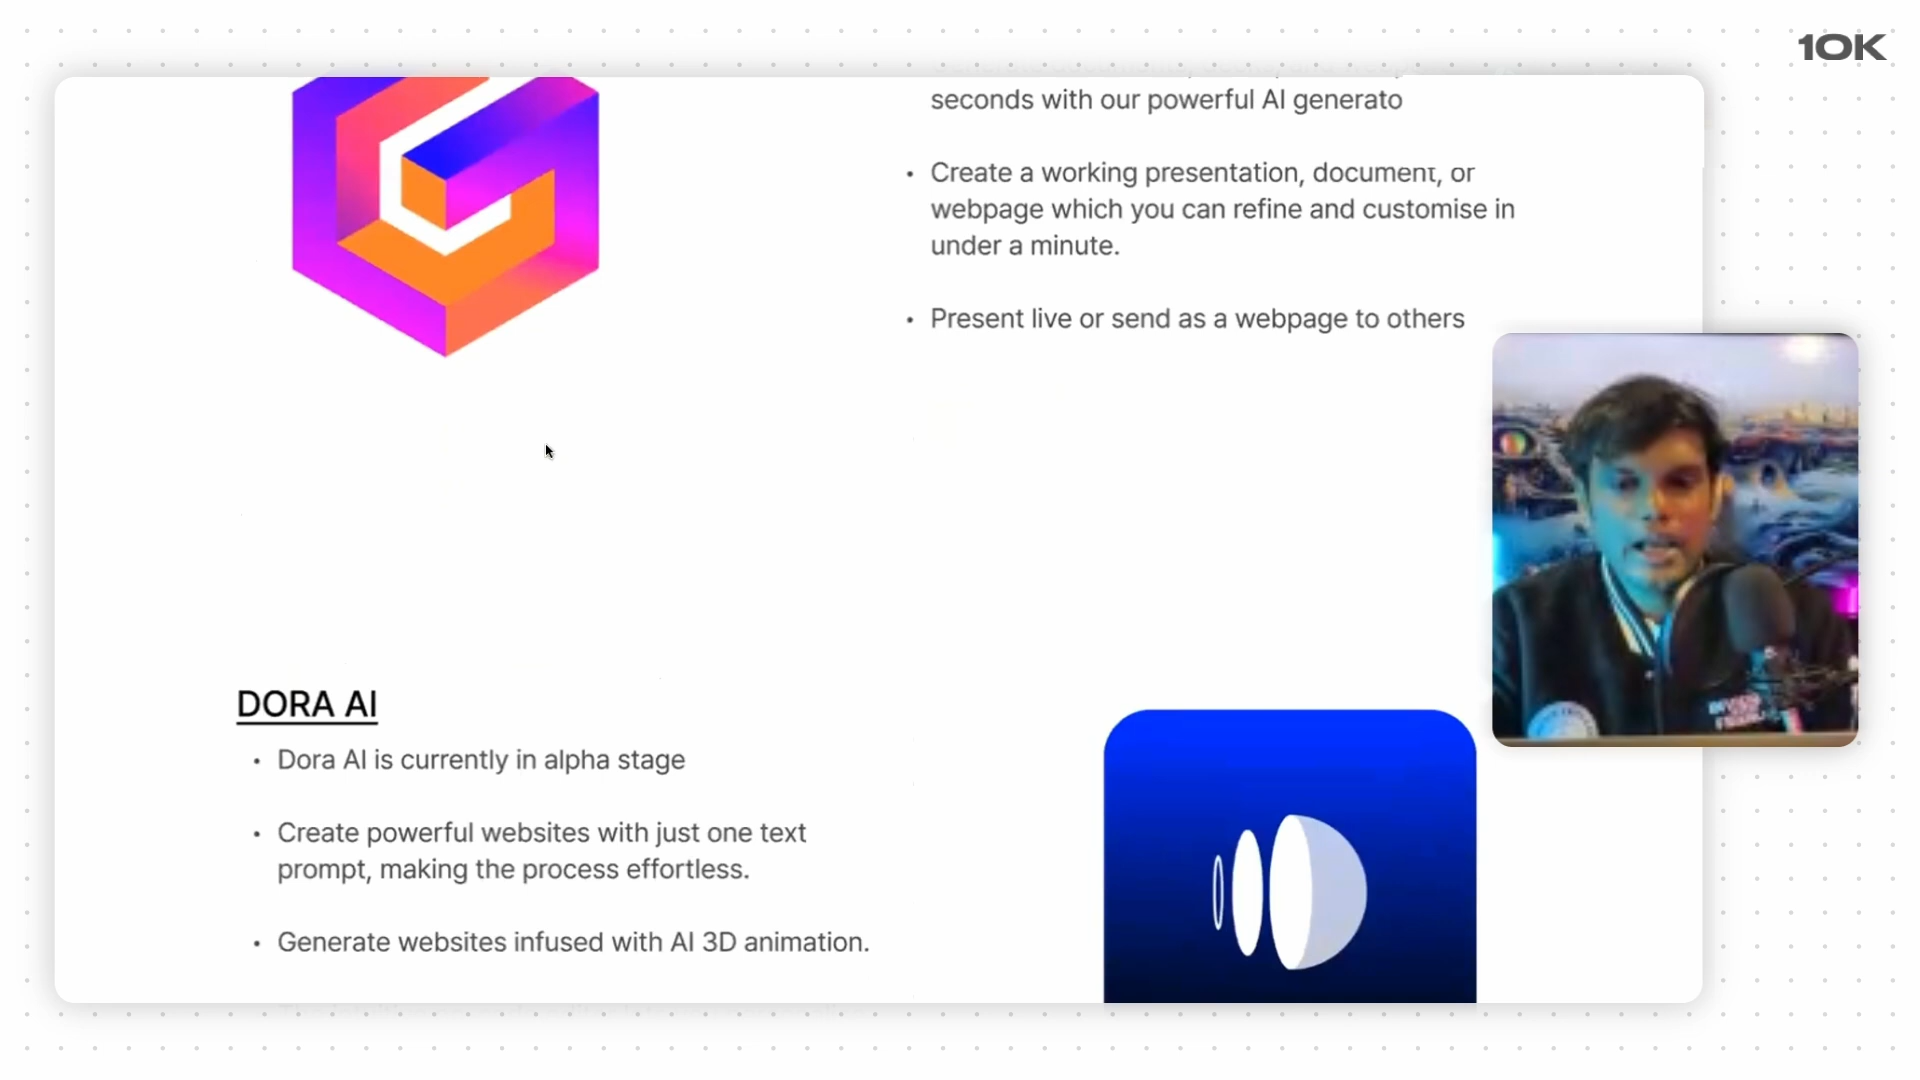 10K
seconds with our powerful AI generato
• Create a working presentation, document, or
webpage which you can refine and customise in
under a minute.
• Present live or send as a webpage to others
DORA AI
• Dora AI is currently in alpha stage
• Create powerful websites with just one text
prompt, making the process effortless.
• Generate websites infused with AI 3D animation.